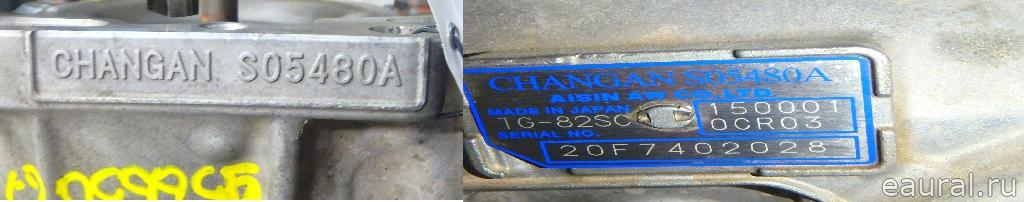 CHANGAN S05480A
CHANGAN S05480A
AISIN AW CO., LTD.
MADE IN JAPAN
150001
TG-82SC
0CR03
SERIAL NO.
20F7402028
eaural.ru